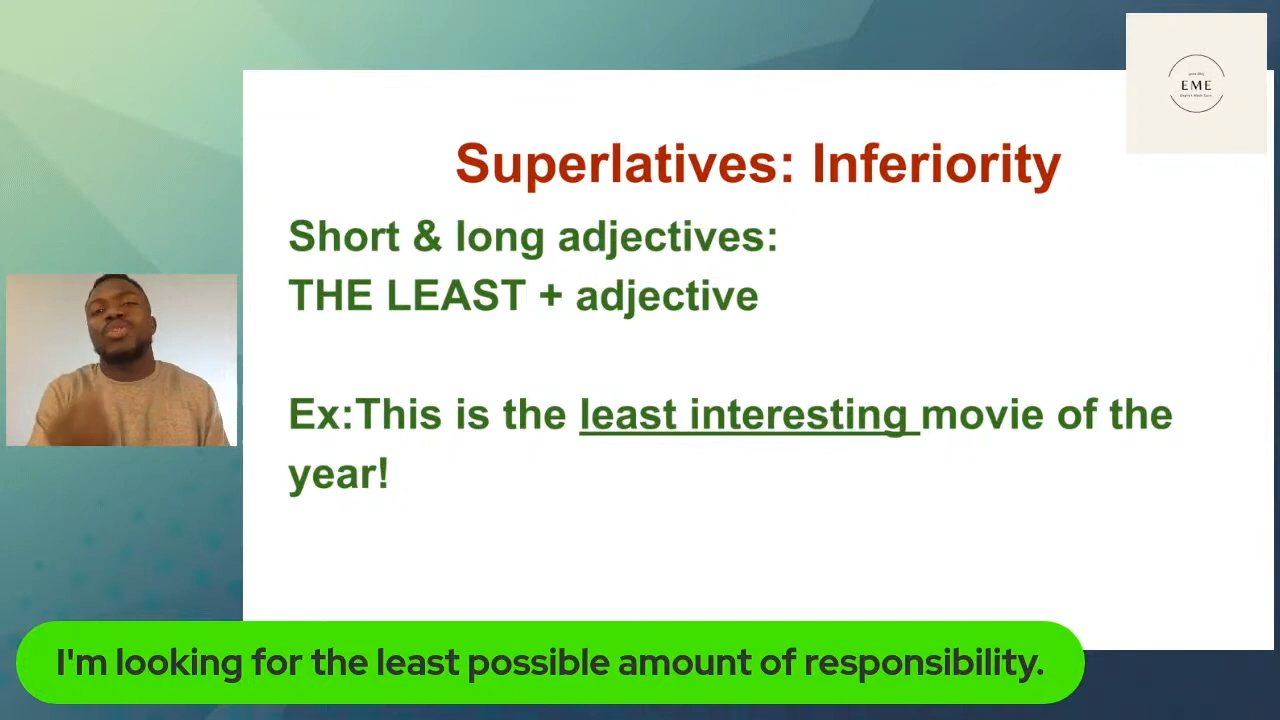 Superlatives: Inferiority
Short & long adjectives:
THE LEAST + adjective
Ex:This is the least interesting movie of the
year!
EME
I'm looking for the least possible amount of responsibility.